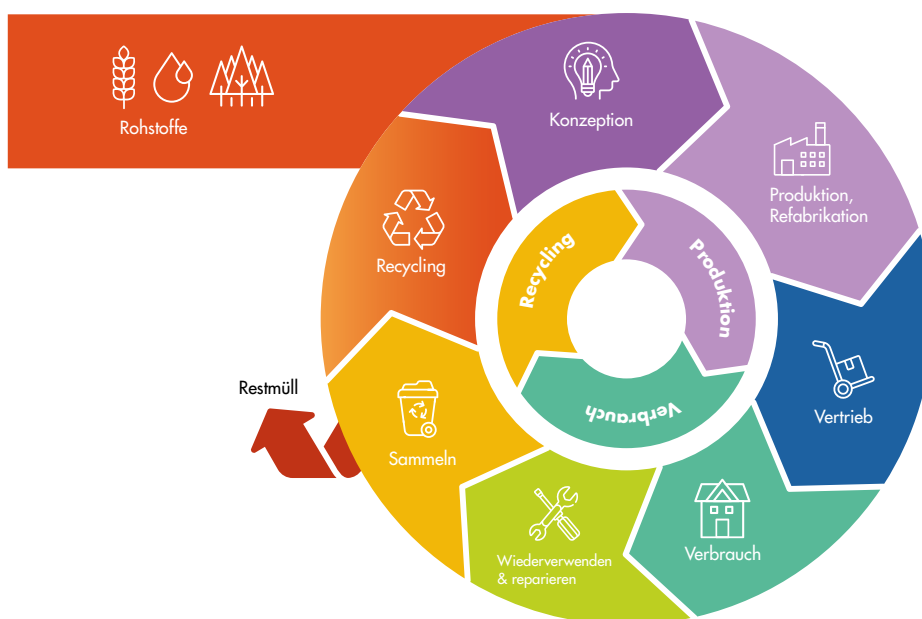 Rohstoffe
Konzeption
Produktion,
Refabrikation
Vertrieb
Verbrauch
Wiederverwenden
& reparieren
Sammeln
Restmüll
Recycling
Recycling
Produktion
Verbrauch